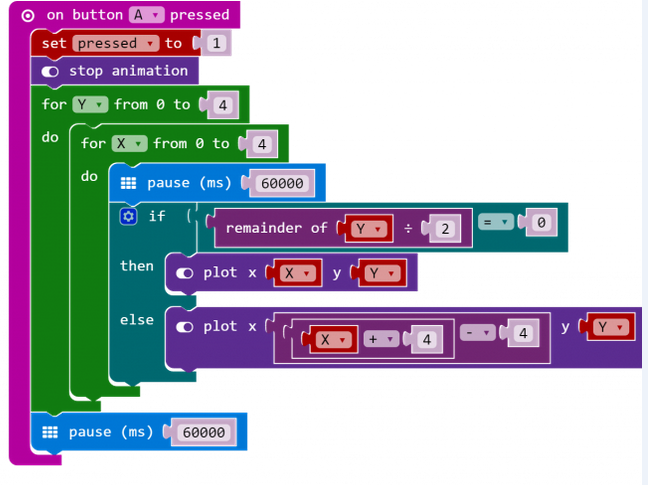 on button A pressed
set pressed to 1
stop animation
for Y from 0 to 4
do for X from 0 to 4
do pause (ms) 60000
if remainder of Y ÷ 2 = 0
then plot x X y Y
else plot x X + 4 - 4 y Y
pause (ms) 60000